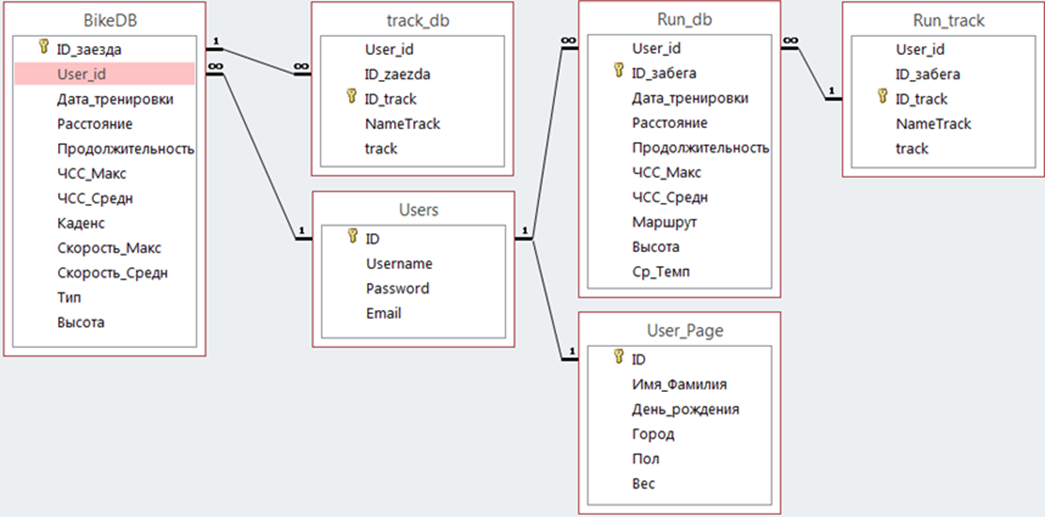 BikeDB
ID_заезда
User_id
Дата_тренировки
Расстояние
Продолжительность
ЧСС_Макс
ЧСС_Средн
Каденс
Скорость_Макс
Скорость_Средн
Тип
Высота
1
∞
∞
1
track_db
User_id
ID_zaezda
ID_track
NameTrack
track
Users
ID
Username
Password
Email
1
∞
1
Run_db
User_id
ID_забега
Дата_тренировки
Расстояние
Продолжительность
ЧСС_Макс
ЧСС_Средн
Маршрут
Высота
Ср_Темп
∞
1
Run_track
User_id
ID_забега
ID_track
NameTrack
track
User_Page
ID
Имя_Фамилия
День_рождения
Город
Пол
Вес